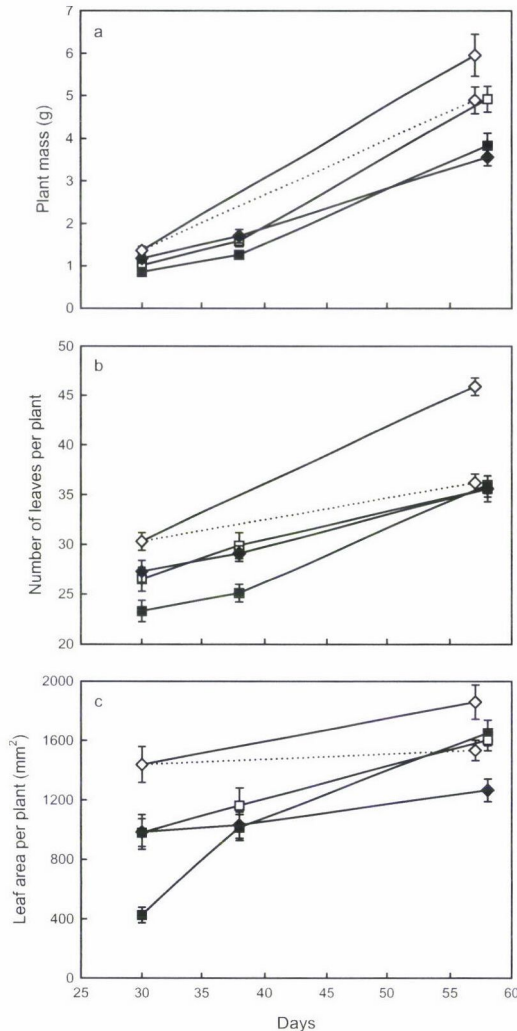 a
7
6
5
4
3
2
1
0
Plant mass (g)
b
50
45
40
35
30
25
20
Number of leaves per plant
c
2000
1600
1200
800
400
0
Leaf area per plant (mm²)
25 30 35 40 45 50 55 60
Days